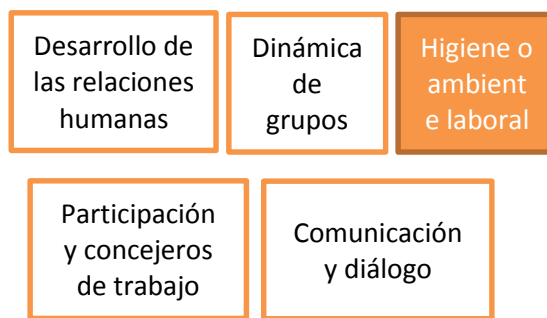 Desarrollo de
las relaciones
humanas
Dinámica
de
grupos
Higiene o
ambient
e laboral
Participación
y concejeros
de trabajo
Comunicación
y diálogo